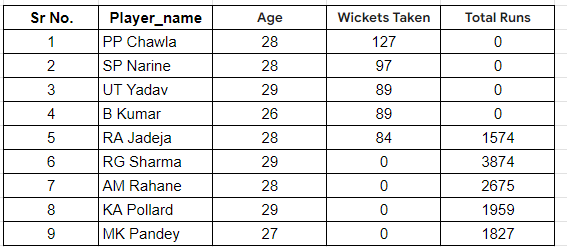 Sr No. Player_name Age Wickets Taken Total Runs
1 PP Chawla 28 127 0
2 SP Narine 28 97 0
3 UT Yadav 29 89 0
4 B Kumar 26 89 0
5 RA Jadeja 28 84 1574
6 RG Sharma 29 0 3874
7 AM Rahane 28 0 2675
8 KA Pollard 29 0 1959
9 MK Pandey 27 0 1827